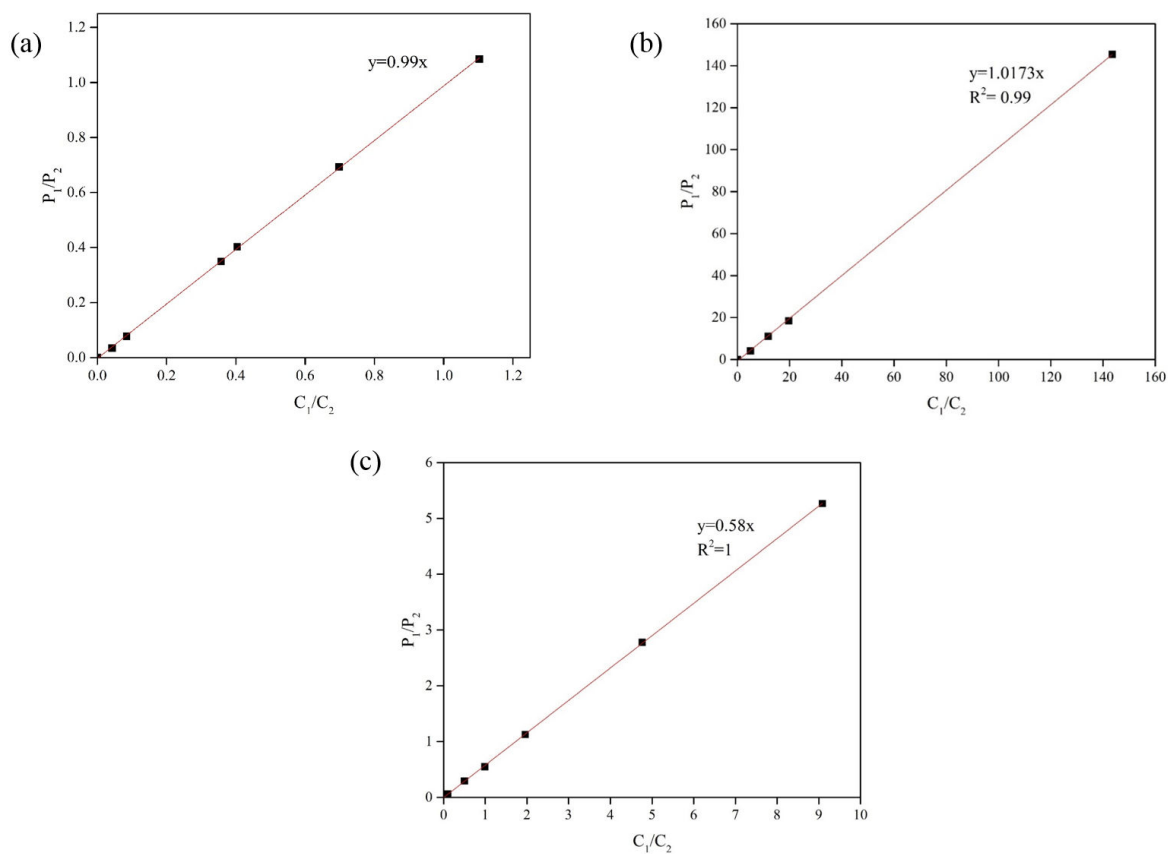 (a)
1.2
1.0
0.8
0.6
0.4
0.2
0.0
P₁/P₂
y=0.99x
0.0 0.2 0.4 0.6 0.8 1.0 1.2
C₁/C₂
(b)
160
140
120
100
80
60
40
20
0
P₁/P₂
y=1.0173x
R²= 0.99
0 20 40 60 80 100 120 140 160
C₁/C₂
(c)
6
5
4
3
2
1
0
P₁/P₂
y=0.58x
R²=1
0 1 2 3 4 5 6 7 8 9 10
C₁/C₂